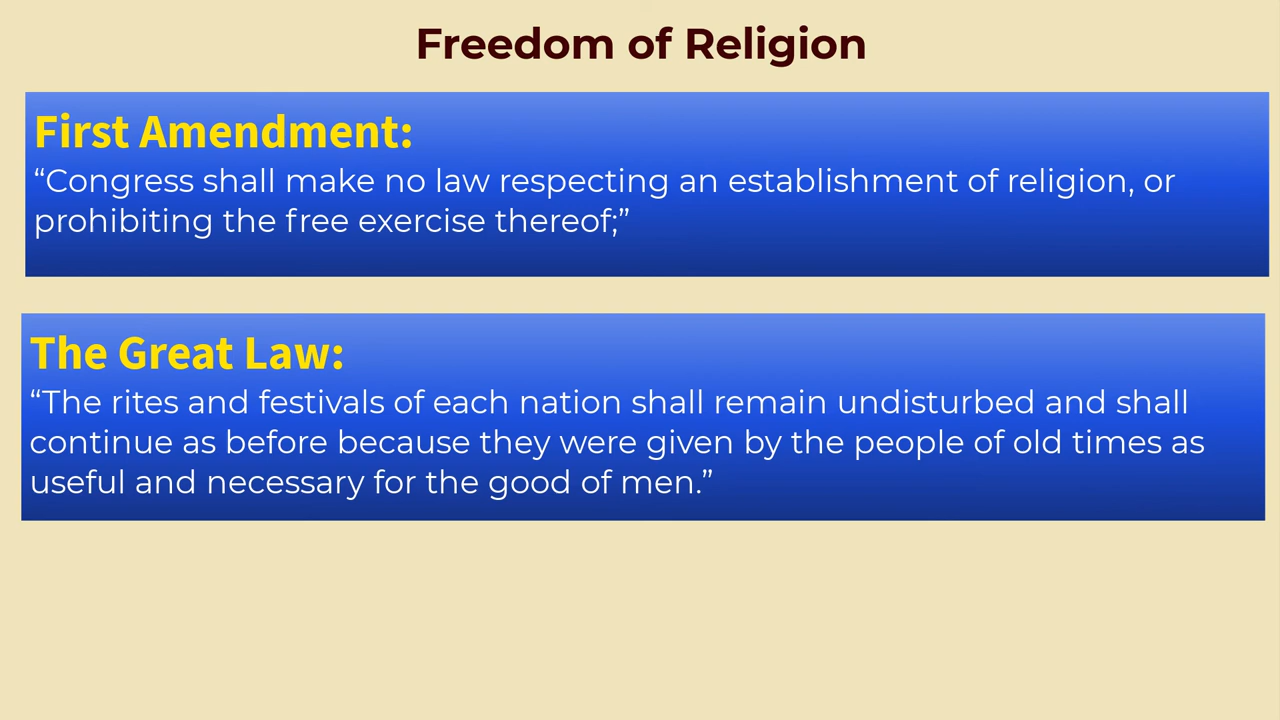 Freedom of Religion
First Amendment:
“Congress shall make no law respecting an establishment of religion, or
prohibiting the free exercise thereof;”
The Great Law:
“The rites and festivals of each nation shall remain undisturbed and shall
continue as before because they were given by the people of old times as
useful and necessary for the good of men.”